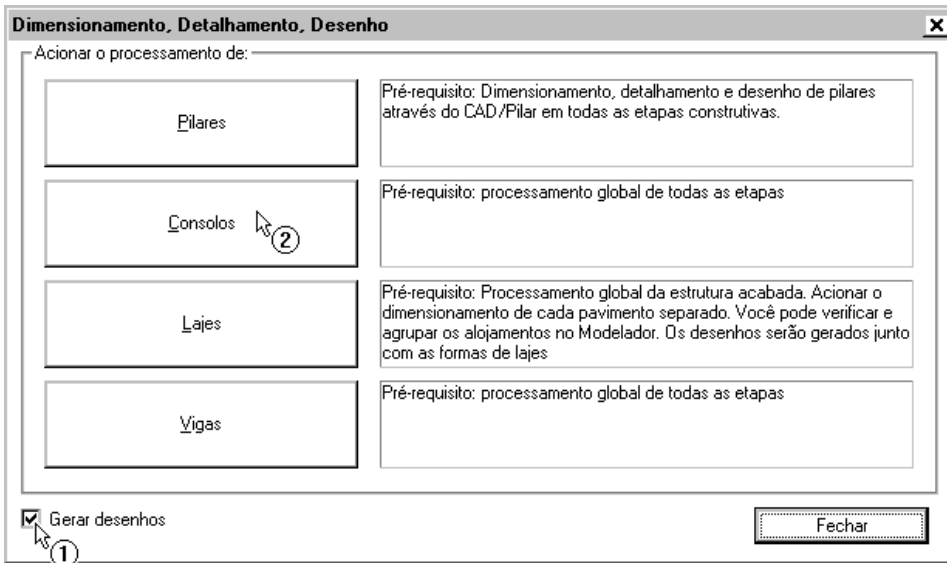 Dimensionamento, Detalhamento, Desenho
Acionar o processamento de:
Pilares
Pré-requisito: Dimensionamento, detalhamento e desenho de pilares
através do CAD/Pilar em todas as etapas construtivas.
Consolos
2
Pré-requisito: processamento global de todas as etapas
Lajes
Pré-requisito: Processamento global da estrutura acabada. Acionar o
dimensionamento de cada pavimento separado. Você pode verificar e
agrupar os alojamentos no Modelador. Os desenhos serão gerados junto
com as formas de lajes
Vigas
Pré-requisito: processamento global de todas as etapas
Gerar desenhos
1
Fechar